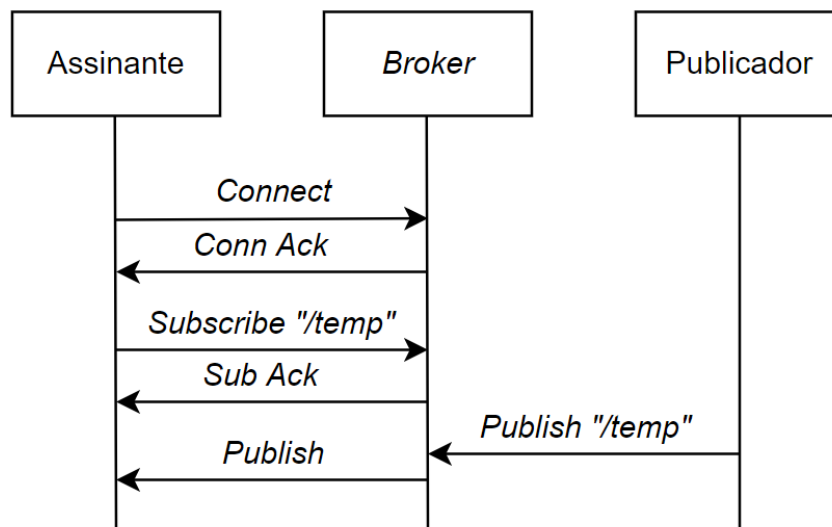 Assinante
Broker
Publicador
Connect
Conn Ack
Subscribe "/temp"
Sub Ack
Publish "/temp"
Publish